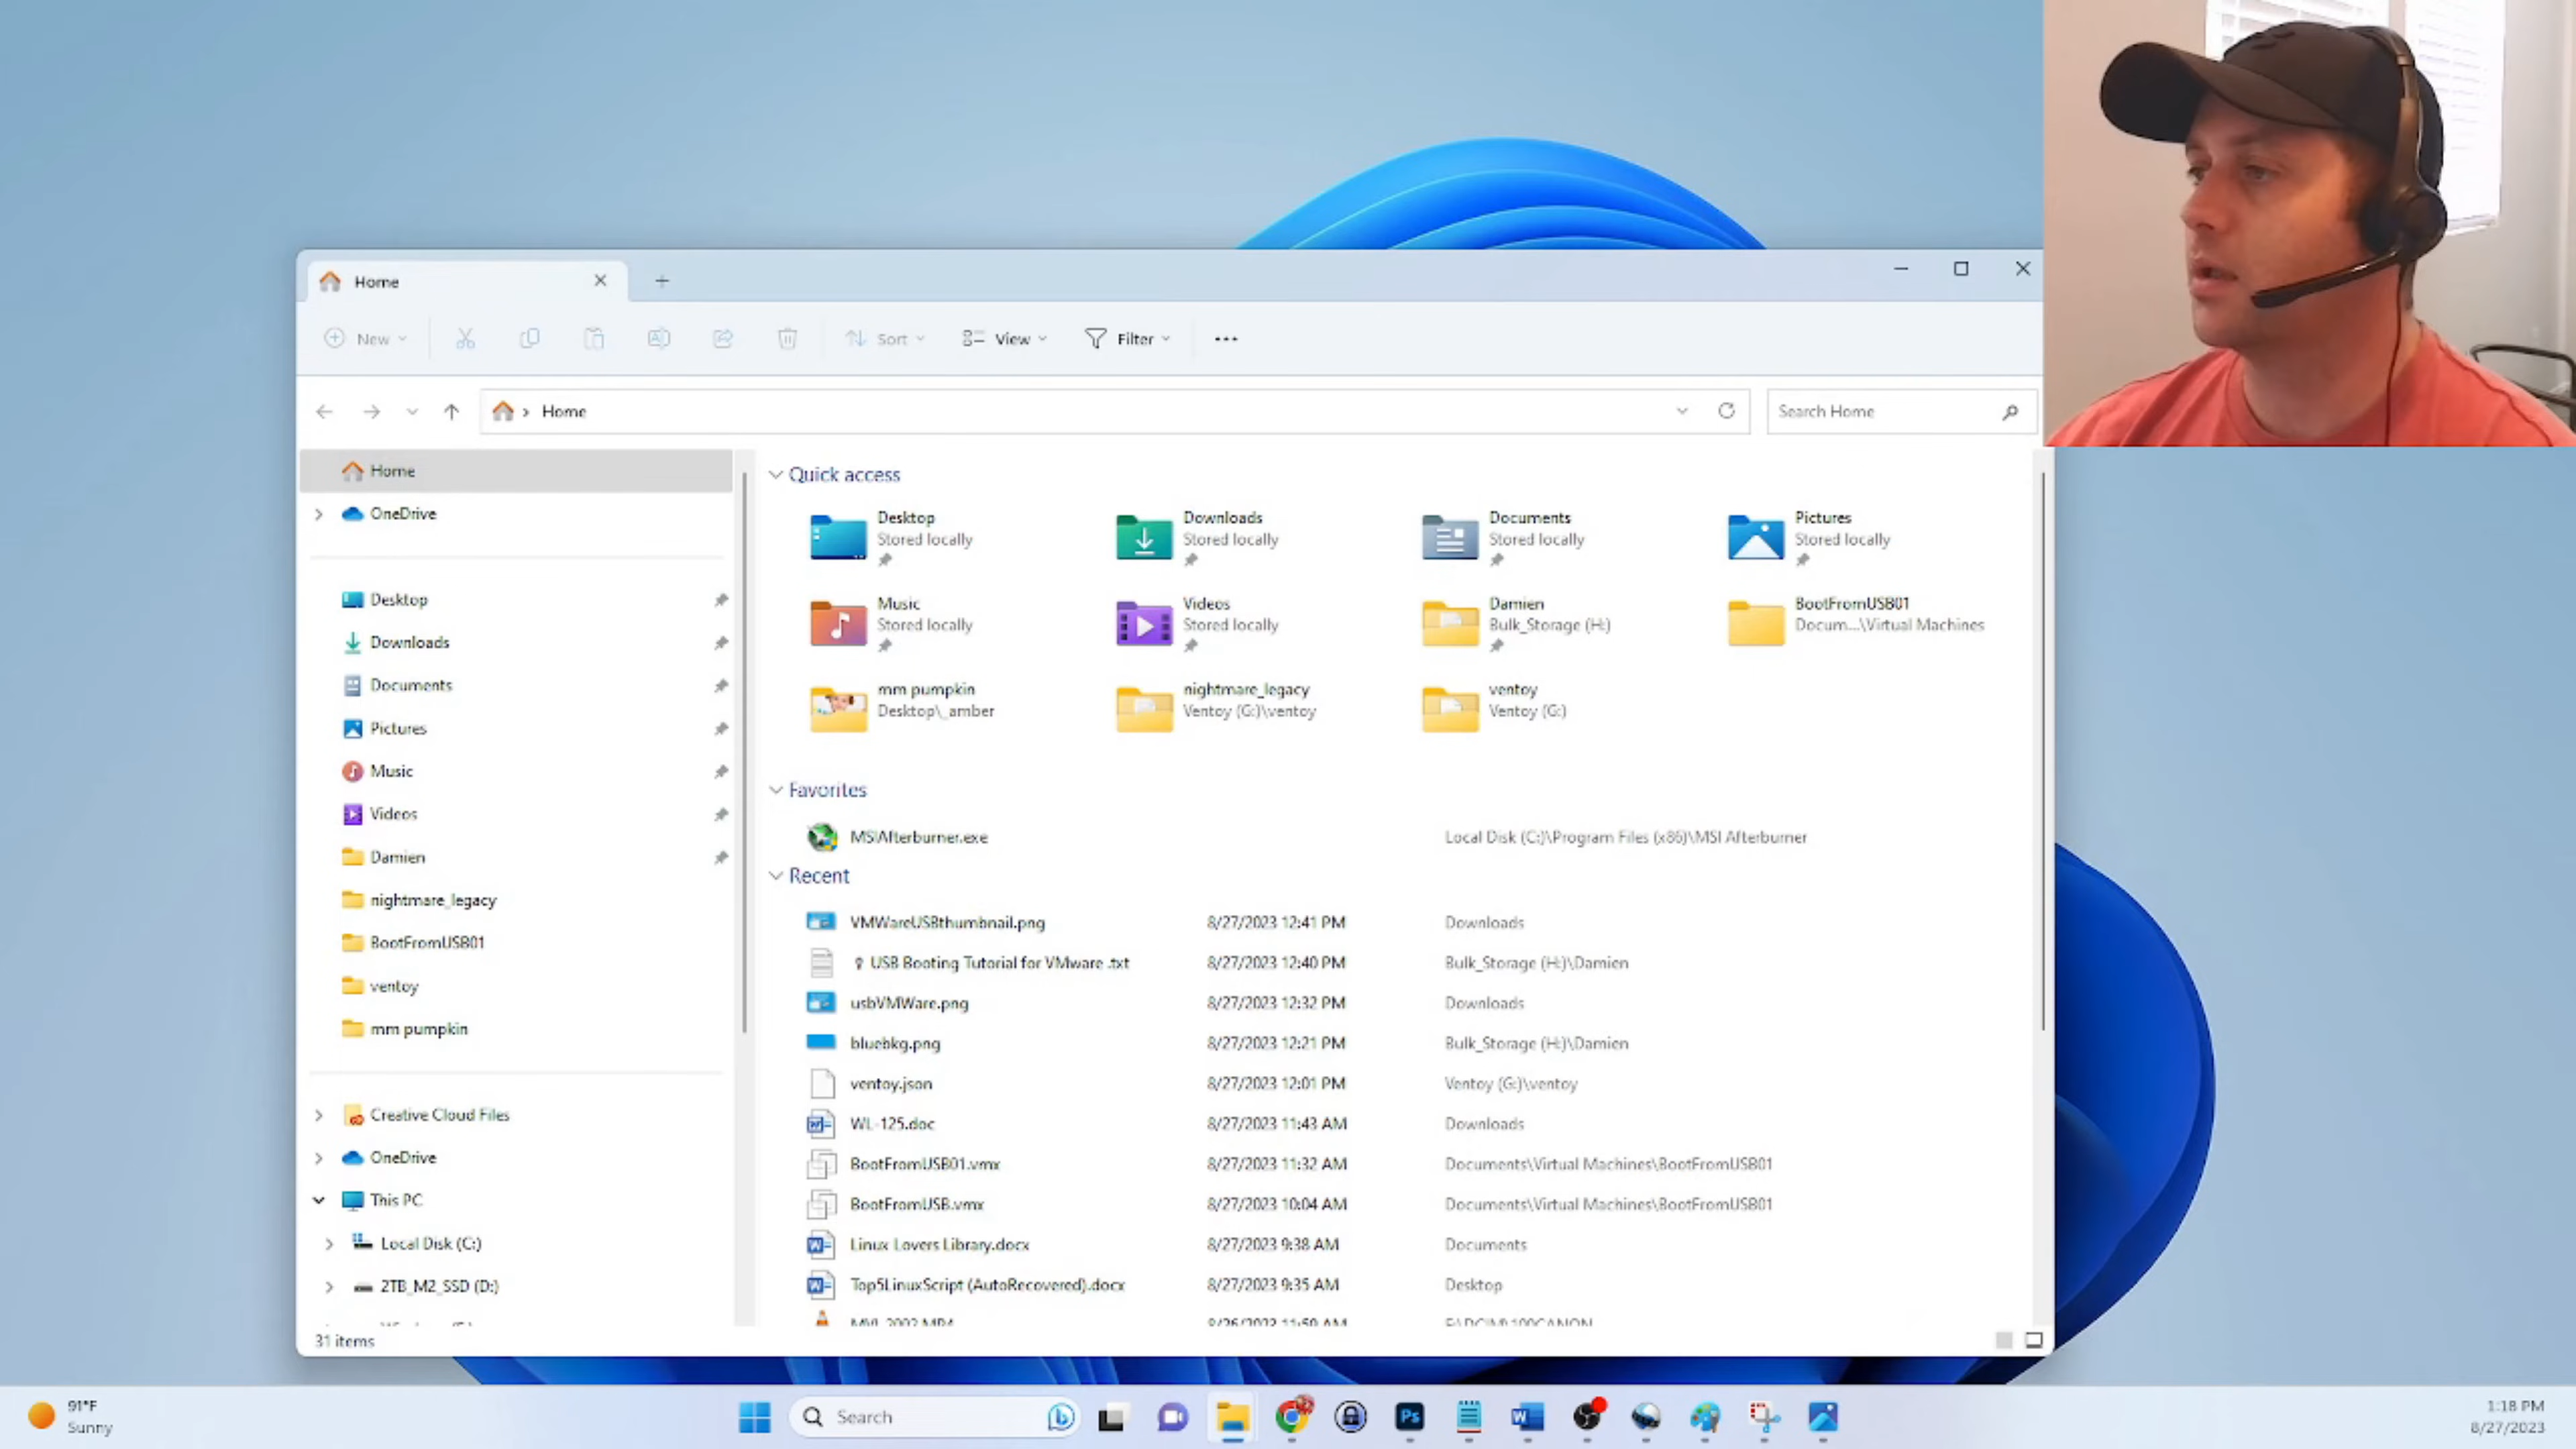 Home
New
Sort
View
Filter
Home
Search Home
Home
OneDrive
Desktop
Downloads
Documents
Pictures
Music
Videos
Damien
nightmare_legacy
BootFromUSB01
ventoy
mm pumpkin
Creative Cloud Files
OneDrive
This PC
Local Disk (C:)
2TB_M2_SSD (D:)
31 items
Quick access
Desktop
Stored locally
Downloads
Stored locally
Documents
Stored locally
Pictures
Stored locally
Music
Stored locally
Videos
Stored locally
Damien
Bulk_Storage (H:)
BootFromUSB01
Docum...\Virtual Machines
mm pumpkin
Desktop\_amber
nightmare_legacy
Ventoy (G:)\ventoy
ventoy
Ventoy (G:)
Favorites
MSIAfterburner.exe Local Disk (C:)\Program Files (x86)\MSI Afterburner
Recent
VMWareUSBthumbnail.png 8/27/2023 12:41 PM Downloads
USB Booting Tutorial for VMware .txt 8/27/2023 12:40 PM Bulk_Storage (H:)\Damien
usbVMWare.png 8/27/2023 12:32 PM Downloads
bluebkg.png 8/27/2023 12:21 PM Bulk_Storage (H:)\Damien
ventoy.json 8/27/2023 12:01 PM Ventoy (G:)\ventoy
WL-125.doc 8/27/2023 11:43 AM Downloads
BootFromUSB01.vmx 8/27/2023 11:32 AM Documents\Virtual Machines\BootFromUSB01
BootFromUSB.vmx 8/27/2023 10:04 AM Documents\Virtual Machines\BootFromUSB01
Linux Lovers Library.docx 8/27/2023 9:38 AM Documents
Top5LinuxScript (AutoRecovered).docx 8/27/2023 9:35 AM Desktop
91°F
Sunny
Search
Ps
1:18 PM
8/27/2023